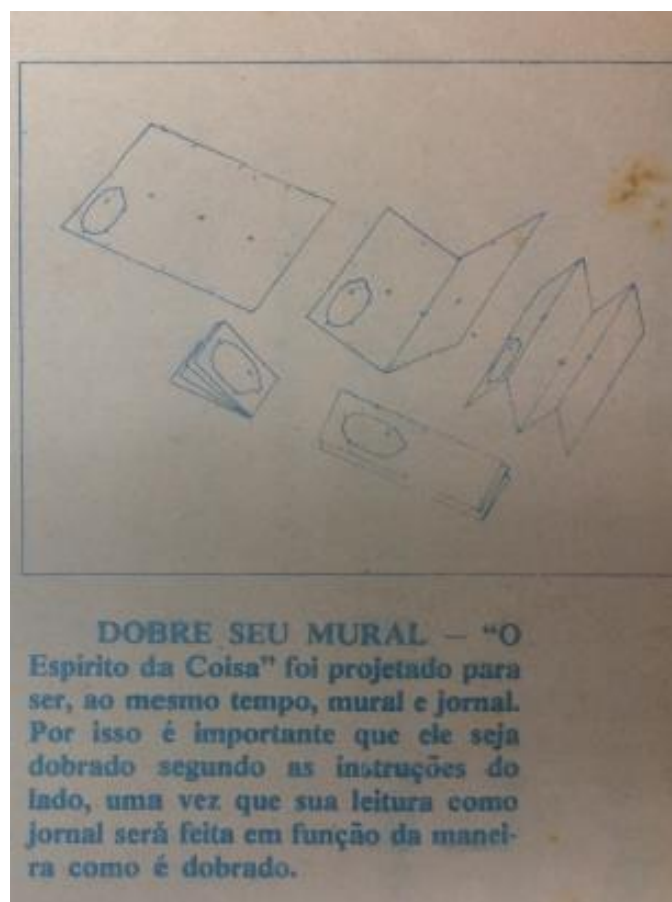 DOBRE SEU MURAL — “O
Espirito da Coisa” foi projetado para
ser, ao mesmo tempo, mural e jornal.
Por isso é importante que ele seja
dobrado segundo as instruções do
lado, uma vez que sua leitura como
jornal será feita em função da manei-
ra como é dobrado.